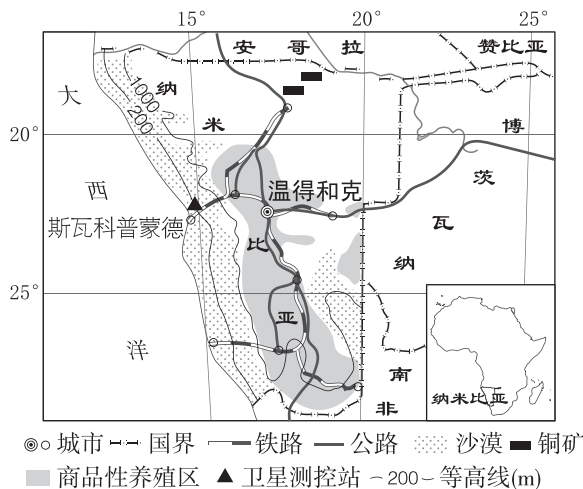 15° 20° 25°
安哥拉 赞比亚
大西洋
纳米比亚
1000
200
20°
博茨瓦纳
温得和克
斯瓦科普蒙德
25°
南非
纳米比亚
城市 国界 铁路 公路 沙漠 铜矿
商品性养殖区 卫星测控站 200 等高线(m)